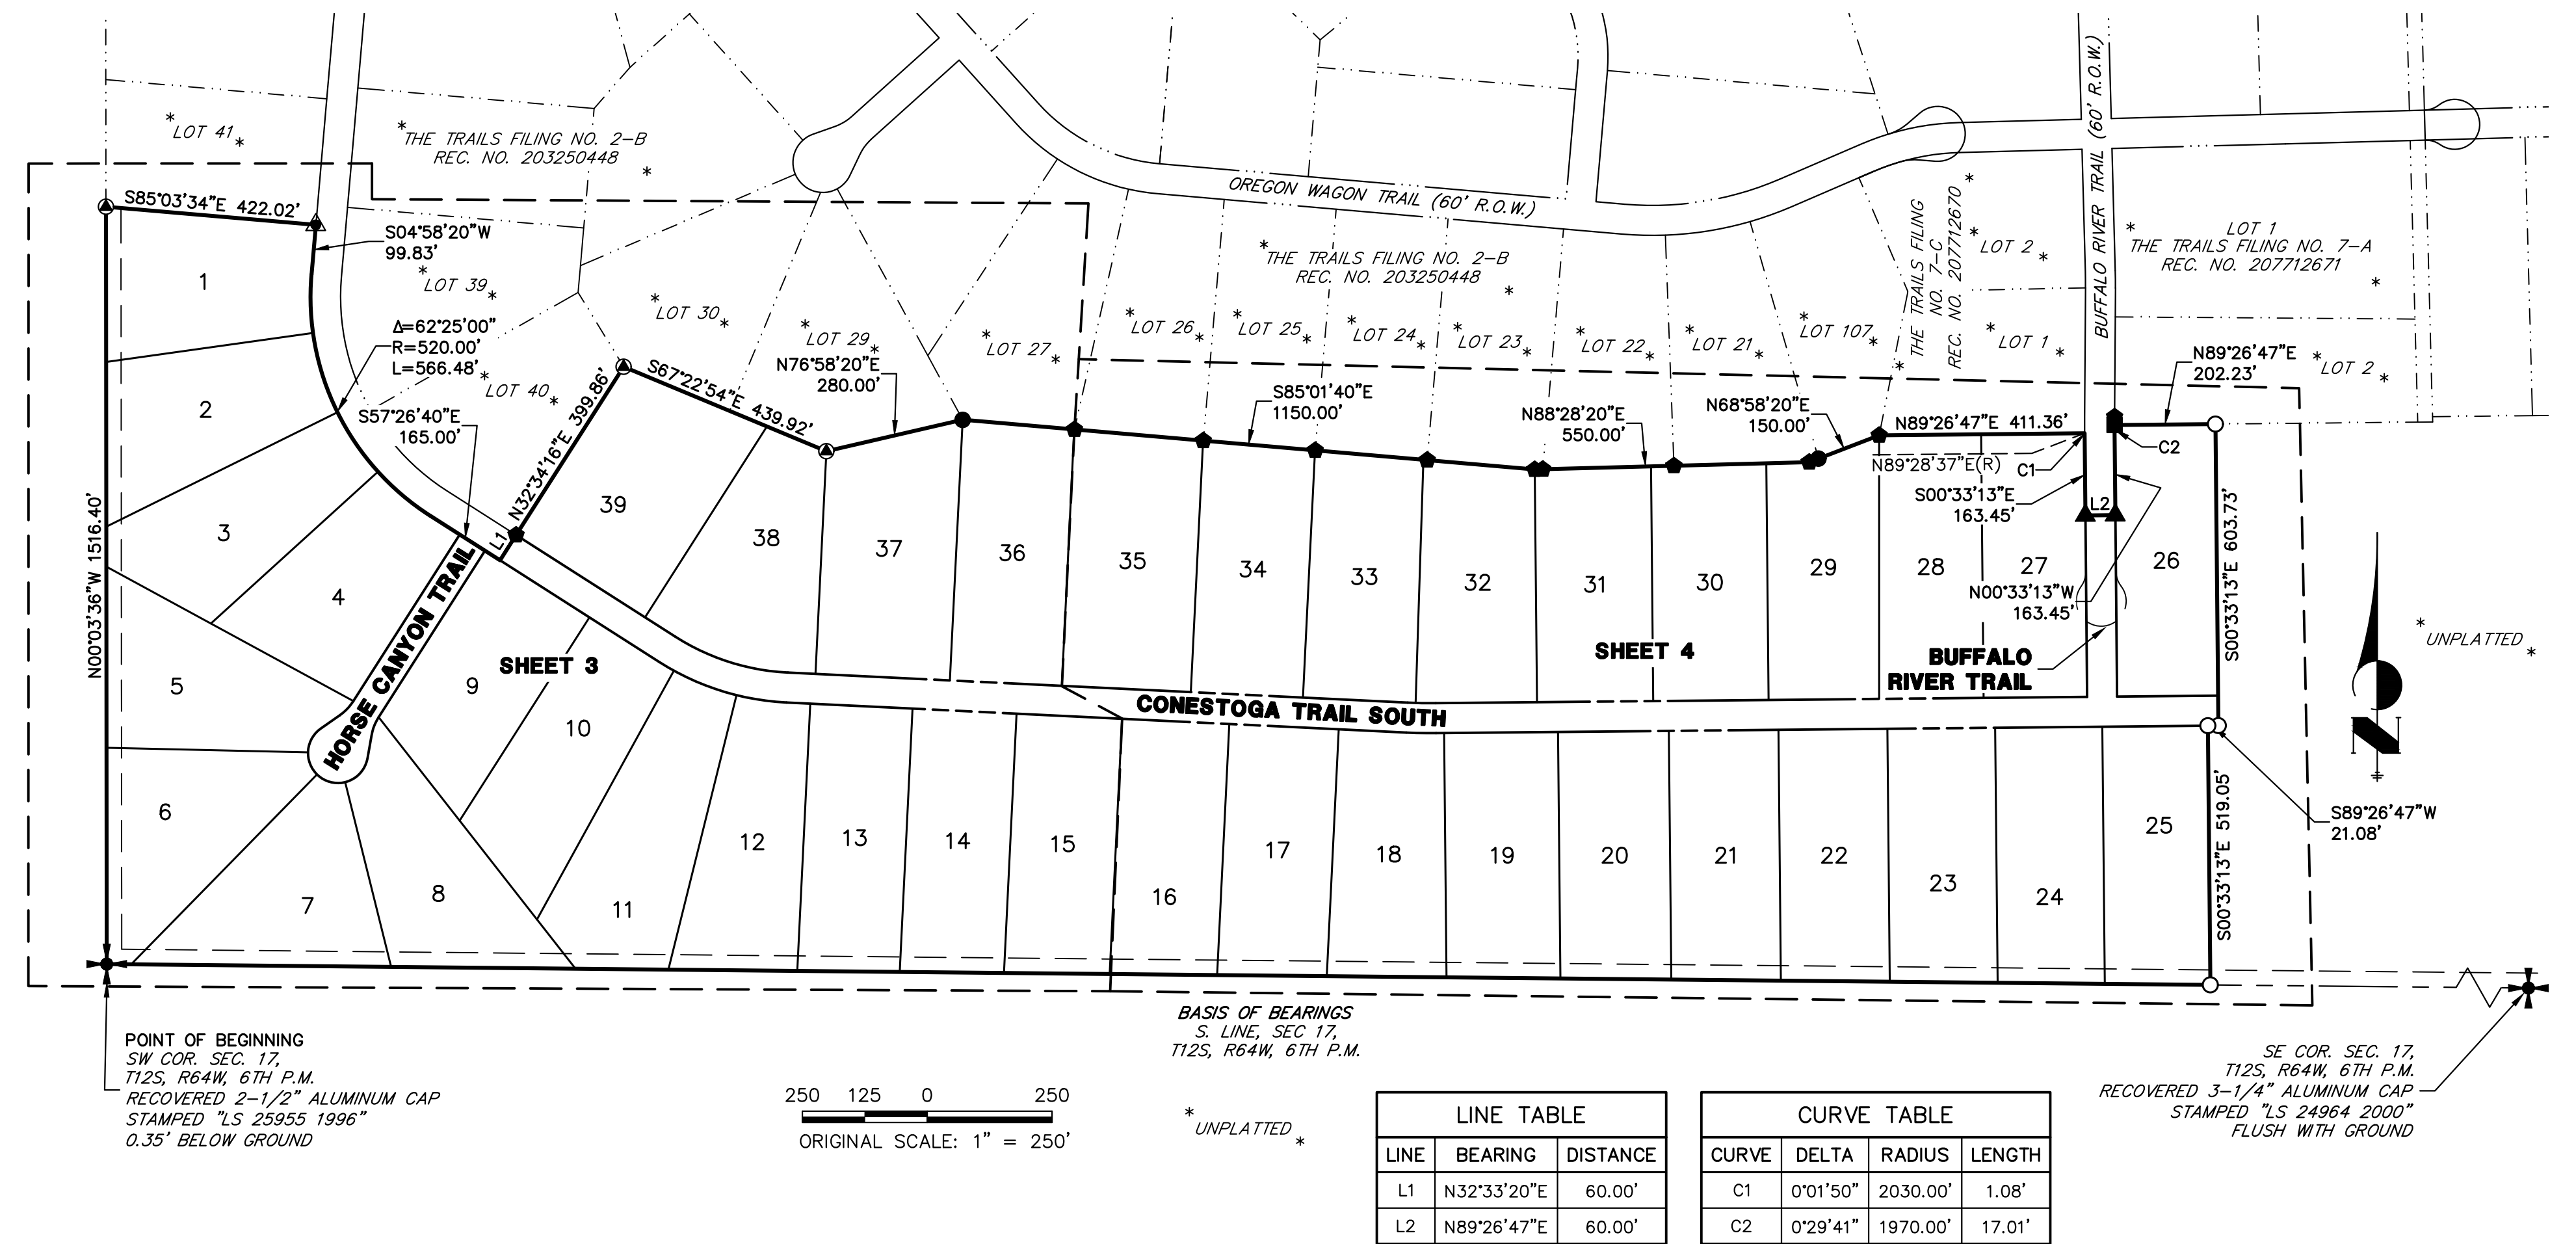 *LOT 41*
*THE TRAILS FILING NO. 2-B
REC. NO. 203250448*
OREGON WAGON TRAIL (60' R.O.W.)
BUFFALO RIVER TRAIL (60' R.O.W.)
THE TRAILS FILING
NO. 7-C
REC. NO. 207712670*
*
*LOT 2*
*LOT 1
THE TRAILS FILING NO. 7-A
REC. NO. 207712671*
*THE TRAILS FILING NO. 2-B
REC. NO. 203250448*
S85°03'34"E 422.02'
S04°58'20"W
99.83'
*LOT 39*
Δ=62°25'00"
R=520.00'
L=566.48'
*LOT 40*
S57°26'40"E
165.00'
*LOT 30*
*LOT 29*
*LOT 27*
*LOT 26*
*LOT 25*
*LOT 24*
*LOT 23*
*LOT 22*
*LOT 21*
*LOT 107*
*LOT 1*
*LOT 2*
N32°34'16"E 399.86'
S67°22'54"E 439.92'
N76°58'20"E
280.00'
S85°01'40"E
1150.00'
N88°28'20"E
550.00'
N68°58'20"E
150.00'
N89°26'47"E 411.36'
N89°28'37"E(R)
C1
C2
N89°26'47"E
202.23'
S00°33'13"E
163.45'
L2
N00°33'13"W
163.45'
S00°33'13"E 603.73'
L1
N00°03'36"W 1516.40'
1
2
3
4
5
6
7
8
9
10
11
12
13
14
15
16
17
18
19
20
21
22
23
24
25
26
27
28
29
30
31
32
33
34
35
36
37
38
39
HORSE CANYON TRAIL
SHEET 3
SHEET 4
BUFFALO
RIVER TRAIL
CONESTOGA TRAIL SOUTH
*UNPLATTED*
N
S89°26'47"W
21.08'
S00°33'13"E 519.05'
BASIS OF BEARINGS
S. LINE, SEC 17,
T12S, R64W, 6TH P.M.
POINT OF BEGINNING
SW COR. SEC. 17,
T12S, R64W, 6TH P.M.
RECOVERED 2-1/2" ALUMINUM CAP
STAMPED "LS 25955 1996"
0.35' BELOW GROUND
250 125 0 250
ORIGINAL SCALE: 1" = 250'
*UNPLATTED*
SE COR. SEC. 17,
T12S, R64W, 6TH P.M.
RECOVERED 3-1/4" ALUMINUM CAP
STAMPED "LS 24964 2000"
FLUSH WITH GROUND
LINE TABLE
LINE BEARING DISTANCE
L1 N32°33'20"E 60.00'
L2 N89°26'47"E 60.00'
CURVE TABLE
CURVE DELTA RADIUS LENGTH
C1 0°01'50" 2030.00' 1.08'
C2 0°29'41" 1970.00' 17.01'